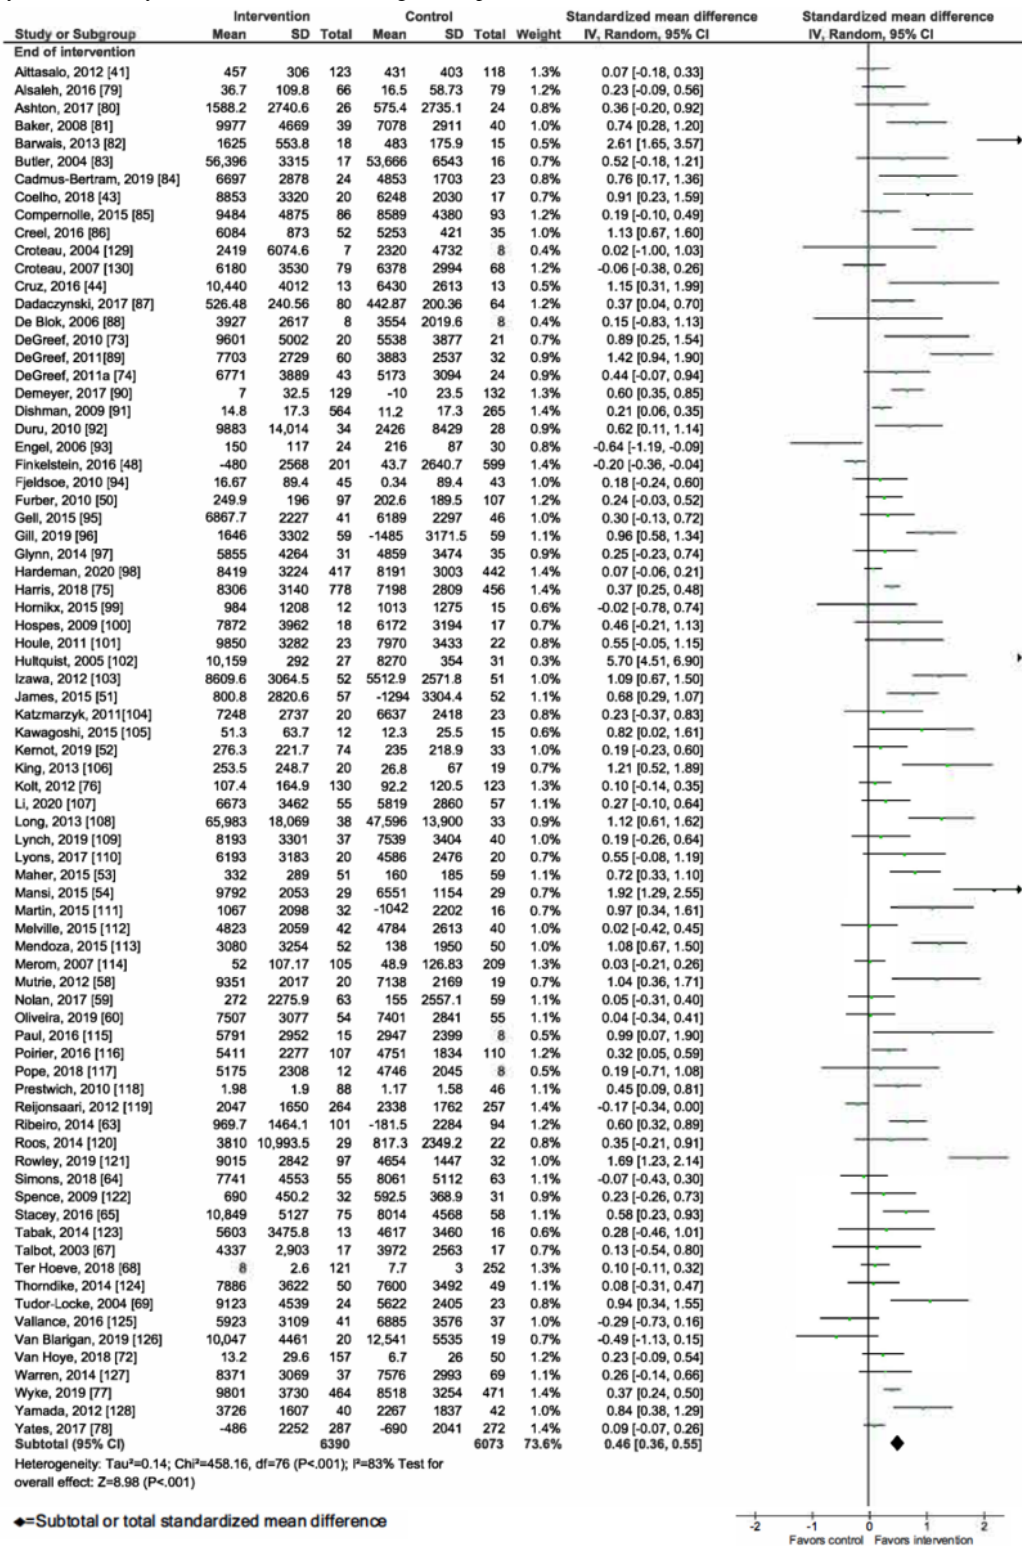 Intervention Control Standardized mean difference Standardized mean difference
Study or Subgroup Mean SD Total Mean SD Total Weight IV, Random, 95% CI IV, Random, 95% CI
End of intervention
Aittasalo, 2012 [41] 457 306 123 431 403 118 1.3% 0.07 [-0.18, 0.33]
Alsaleh, 2016 [79] 36.7 109.8 66 16.5 58.73 79 1.2% 0.23 [-0.09, 0.56]
Ashton, 2017 [80] 1588.2 2740.6 26 575.4 2735.1 24 0.8% 0.36 [-0.20, 0.92]
Baker, 2008 [81] 9977 4669 39 7078 2911 40 1.0% 0.74 [0.28, 1.20]
Barwais, 2013 [82] 1625 553.8 18 483 175.9 15 0.5% 2.61 [1.65, 3.57]
Butler, 2004 [83] 56,396 3315 17 53,666 6543 16 0.7% 0.52 [-0.18, 1.21]
Cadmus-Bertram, 2019 [84] 6697 2878 24 4853 1703 23 0.8% 0.76 [0.17, 1.36]
Coelho, 2018 [43] 8853 3320 20 6248 2030 17 0.7% 0.91 [0.23, 1.59]
Compernolle, 2015 [85] 9484 4875 86 8589 4380 93 1.2% 0.19 [-0.10, 0.49]
Creel, 2016 [86] 6084 873 52 5253 421 35 1.0% 1.13 [0.67, 1.60]
Croteau, 2004 [129] 2419 6074.6 7 2320 4732 8 0.4% 0.02 [-1.00, 1.03]
Croteau, 2007 [130] 6180 3530 79 6378 2994 68 1.2% -0.06 [-0.38, 0.26]
Cruz, 2016 [44] 10,440 4012 13 6430 2613 13 0.5% 1.15 [0.31, 1.99]
Dadaczynski, 2017 [87] 526.48 240.56 80 442.87 200.36 64 1.2% 0.37 [0.04, 0.70]
De Blok, 2006 [88] 3927 2617 8 3554 2019.6 8 0.4% 0.15 [-0.83, 1.13]
DeGreef, 2010 [73] 9601 5002 20 5538 3877 21 0.7% 0.89 [0.25, 1.54]
DeGreef, 2011[89] 7703 2729 60 3883 2537 32 0.9% 1.42 [0.94, 1.90]
DeGreef, 2011a [74] 6771 3889 43 5173 3094 24 0.9% 0.44 [-0.07, 0.94]
Demeyer, 2017 [90] 7 32.5 129 -10 23.5 132 1.3% 0.60 [0.35, 0.85]
Dishman, 2009 [91] 14.8 17.3 564 11.2 17.3 265 1.4% 0.21 [0.06, 0.35]
Duru, 2010 [92] 9883 14,014 34 2426 8429 28 0.9% 0.62 [0.11, 1.14]
Engel, 2006 [93] 150 117 24 216 87 30 0.8% -0.64 [-1.19, -0.09]
Finkelstein, 2016 [48] -480 2568 201 43.7 2640.7 599 1.4% -0.20 [-0.36, -0.04]
Fjeldsoe, 2010 [94] 16.67 89.4 45 0.34 89.4 43 1.0% 0.18 [-0.24, 0.60]
Furber, 2010 [50] 249.9 196 97 202.6 189.5 107 1.2% 0.24 [-0.03, 0.52]
Gell, 2015 [95] 6867.7 2227 41 6189 2297 46 1.0% 0.30 [-0.13, 0.72]
Gill, 2019 [96] 1646 3302 59 -1485 3171.5 59 1.1% 0.96 [0.58, 1.34]
Glynn, 2014 [97] 5855 4264 31 4859 3474 35 0.9% 0.25 [-0.23, 0.74]
Hardeman, 2020 [98] 8419 3224 417 8191 3003 442 1.4% 0.07 [-0.06, 0.21]
Harris, 2018 [75] 8306 3140 778 7198 2809 456 1.4% 0.37 [0.25, 0.48]
Hornikx, 2015 [99] 984 1208 12 1013 1275 15 0.6% -0.02 [-0.78, 0.74]
Hospes, 2009 [100] 7872 3962 18 6172 3194 17 0.7% 0.46 [-0.21, 1.13]
Houle, 2011 [101] 9850 3282 23 7970 3433 22 0.8% 0.55 [-0.05, 1.15]
Hultquist, 2005 [102] 10,159 292 27 8270 354 31 0.3% 5.70 [4.51, 6.90]
Izawa, 2012 [103] 8609.6 3064.5 52 5512.9 2571.8 51 1.0% 1.09 [0.67, 1.50]
James, 2015 [51] 800.8 2820.6 57 -1294 3304.4 52 1.1% 0.68 [0.29, 1.07]
Katzmarzyk, 2011[104] 7248 2737 20 6637 2418 23 0.8% 0.23 [-0.37, 0.83]
Kawagoshi, 2015 [105] 51.3 63.7 12 12.3 25.5 15 0.6% 0.82 [0.02, 1.61]
Kernot, 2019 [52] 276.3 221.7 74 235 218.9 33 1.0% 0.19 [-0.23, 0.60]
King, 2013 [106] 253.5 248.7 20 26.8 67 19 0.7% 1.21 [0.52, 1.89]
Kolt, 2012 [76] 107.4 164.9 130 92.2 120.5 123 1.3% 0.10 [-0.14, 0.35]
Li, 2020 [107] 6673 3462 55 5819 2860 57 1.1% 0.27 [-0.10, 0.64]
Long, 2013 [108] 65,983 18,069 38 47,596 13,900 33 0.9% 1.12 [0.61, 1.62]
Lynch, 2019 [109] 8193 3301 37 7539 3404 40 1.0% 0.19 [-0.26, 0.64]
Lyons, 2017 [110] 6193 3183 20 4586 2476 20 0.7% 0.55 [-0.08, 1.19]
Maher, 2015 [53] 332 289 51 160 185 59 1.1% 0.72 [0.33, 1.10]
Mansi, 2015 [54] 9792 2053 29 6551 1154 29 0.7% 1.92 [1.29, 2.55]
Martin, 2015 [111] 1067 2098 32 -1042 2202 16 0.7% 0.97 [0.34, 1.61]
Melville, 2015 [112] 4823 2059 42 4784 2613 40 1.0% 0.02 [-0.42, 0.45]
Mendoza, 2015 [113] 3080 3254 52 138 1950 50 1.0% 1.08 [0.67, 1.50]
Merom, 2007 [114] 52 107.17 105 48.9 126.83 209 1.3% 0.03 [-0.21, 0.26]
Mutrie, 2012 [58] 9351 2017 20 7138 2169 19 0.7% 1.04 [0.36, 1.71]
Nolan, 2017 [59] 272 2275.9 63 155 2557.1 59 1.1% 0.05 [-0.31, 0.40]
Oliveira, 2019 [60] 7507 3077 54 7401 2841 55 1.1% 0.04 [-0.34, 0.41]
Paul, 2016 [115] 5791 2952 15 2947 2399 8 0.5% 0.99 [0.07, 1.90]
Poirier, 2016 [116] 5411 2277 107 4751 1834 110 1.2% 0.32 [0.05, 0.59]
Pope, 2018 [117] 5175 2308 12 4746 2045 8 0.5% 0.19 [-0.71, 1.08]
Prestwich, 2010 [118] 1.98 1.9 88 1.17 1.58 46 1.1% 0.45 [0.09, 0.81]
Reijonsaari, 2012 [119] 2047 1650 264 2338 1762 257 1.4% -0.17 [-0.34, 0.00]
Ribeiro, 2014 [63] 969.7 1464.1 101 -181.5 2284 94 1.2% 0.60 [0.32, 0.89]
Roos, 2014 [120] 3810 10,993.5 29 817.3 2349.2 22 0.8% 0.35 [-0.21, 0.91]
Rowley, 2019 [121] 9015 2842 97 4654 1447 32 1.0% 1.69 [1.23, 2.14]
Simons, 2018 [64] 7741 4553 55 8061 5112 63 1.1% -0.07 [-0.43, 0.30]
Spence, 2009 [122] 690 450.2 32 592.5 368.9 31 0.9% 0.23 [-0.26, 0.73]
Stacey, 2016 [65] 10,849 5127 75 8014 4568 58 1.1% 0.58 [0.23, 0.93]
Tabak, 2014 [123] 5603 3475.8 13 4617 3460 16 0.6% 0.28 [-0.46, 1.01]
Talbot, 2003 [67] 4337 2,903 17 3972 2563 17 0.7% 0.13 [-0.54, 0.80]
Ter Hoeve, 2018 [68] 8 2.6 121 7.7 3 252 1.3% 0.10 [-0.11, 0.32]
Thorndike, 2014 [124] 7886 3622 50 7600 3492 49 1.1% 0.08 [-0.31, 0.47]
Tudor-Locke, 2004 [69] 9123 4539 24 5622 2405 23 0.8% 0.94 [0.34, 1.55]
Vallance, 2016 [125] 5923 3109 41 6885 3576 37 1.0% -0.29 [-0.73, 0.16]
Van Blarigan, 2019 [126] 10,047 4461 20 12,541 5535 19 0.7% -0.49 [-1.13, 0.15]
Van Hoye, 2018 [72] 13.2 29.6 157 6.7 26 50 1.2% 0.23 [-0.09, 0.54]
Warren, 2014 [127] 8371 3069 37 7576 2993 69 1.1% 0.26 [-0.14, 0.66]
Wyke, 2019 [77] 9801 3730 464 8518 3254 471 1.4% 0.37 [0.24, 0.50]
Yamada, 2012 [128] 3726 1607 40 2267 1837 42 1.0% 0.84 [0.38, 1.29]
Yates, 2017 [78] -486 2252 287 -690 2041 272 1.4% 0.09 [-0.07, 0.26]
Subtotal (95% CI) 6390 6073 73.6% 0.46 [0.36, 0.55]
Heterogeneity: Tau²=0.14; Chi²=458.16, df=76 (P<.001); I²=83% Test for
overall effect: Z=8.98 (P<.001)
◆=Subtotal or total standardized mean difference
-2 -1 0 1 2
Favors control Favors intervention